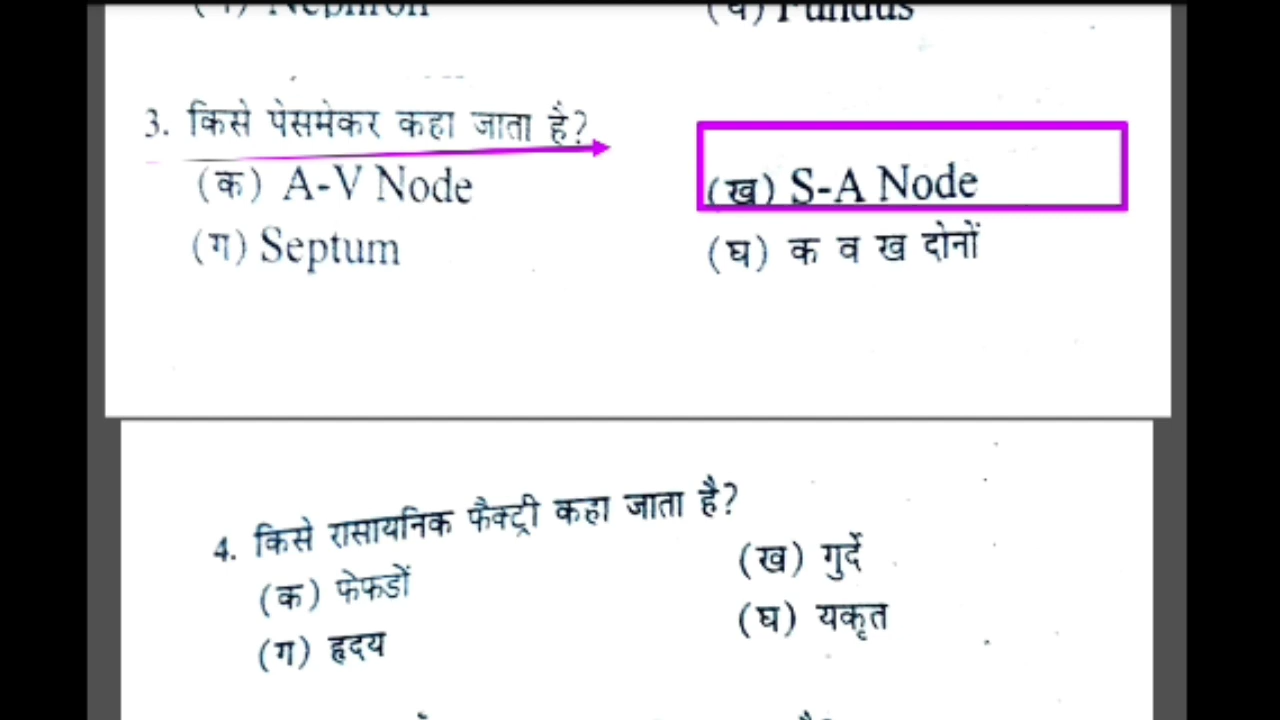 3. किसे पेसमेकर कहा जाता है?
(क) A-V Node (ख) S-A Node
(ग) Septum (घ) क व ख दोनों
4. किसे रासायनिक फैक्ट्री कहा जाता है?
(क) फेफडों (ख) गुर्दे
(ग) हृदय (घ) यकृत